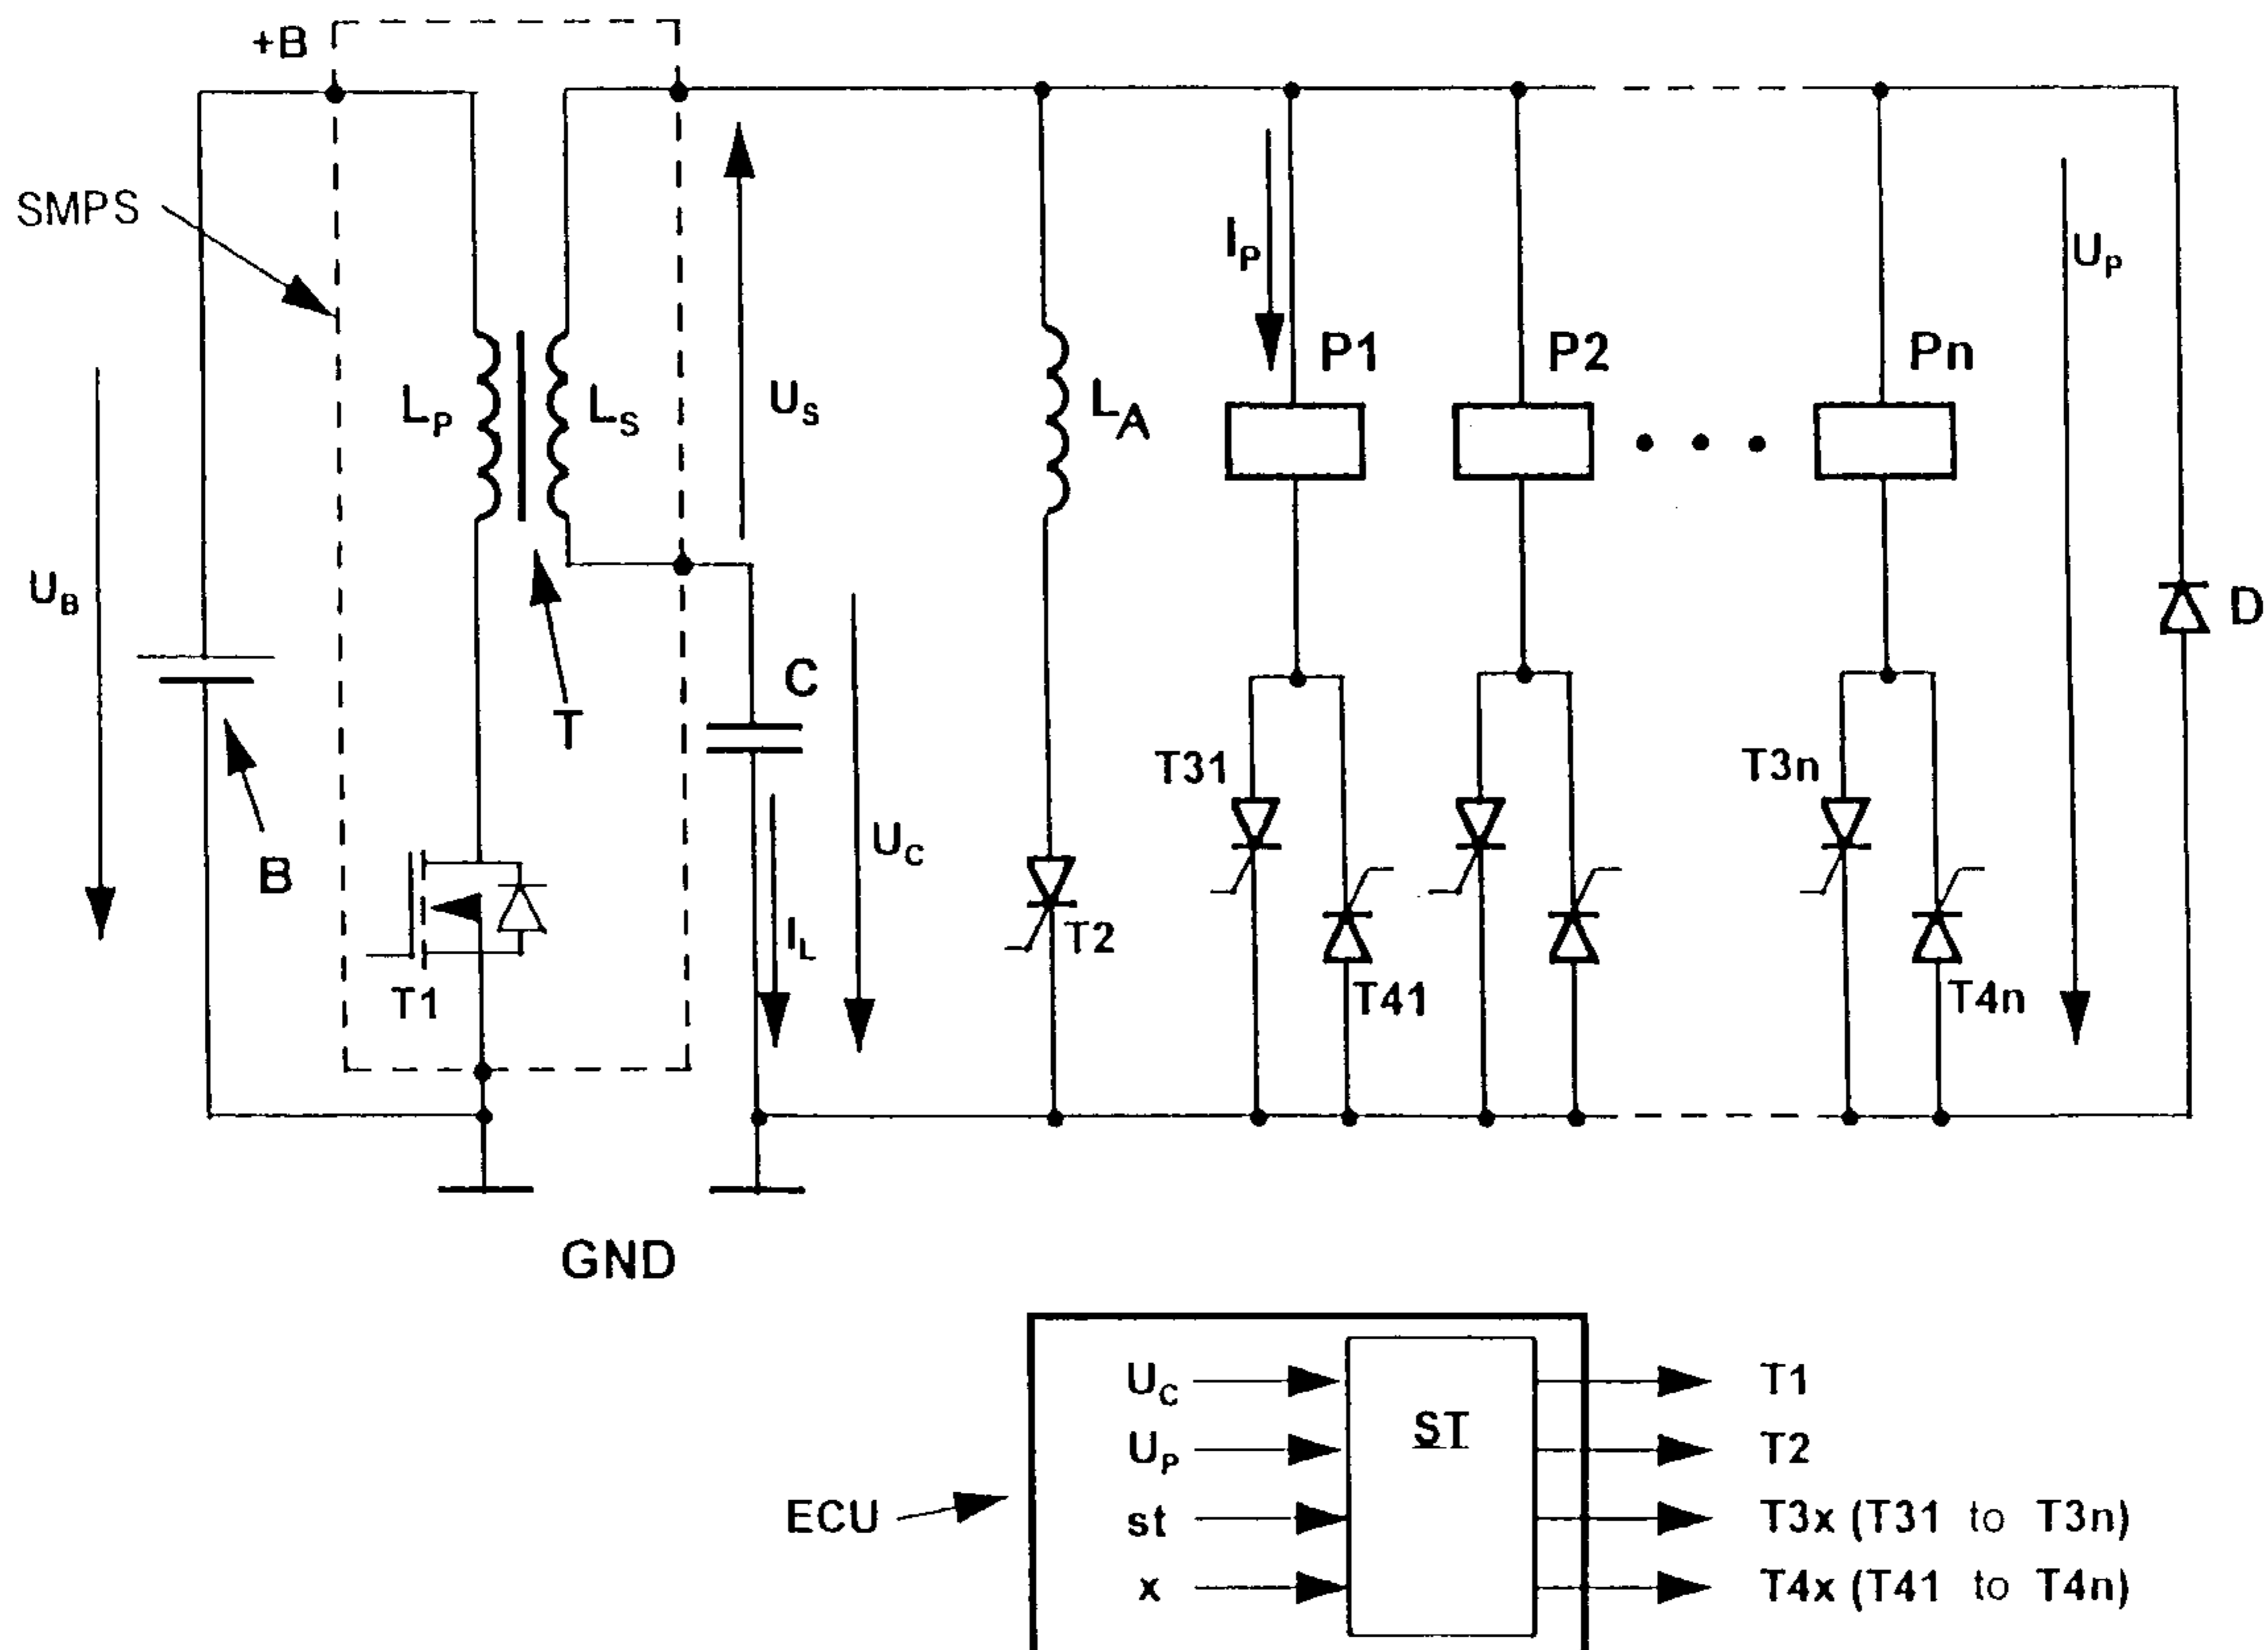 +B
SMPS
U_B
B
L_P
L_S
T
T1
U_S
C
I_L
U_C
L_A
T2
I_P
P1
P2
Pn
T31
T41
T3n
T4n
U_P
D
GND
ECU
U_C
U_P
st
x
ST
T1
T2
T3x (T31 to T3n)
T4x (T41 to T4n)